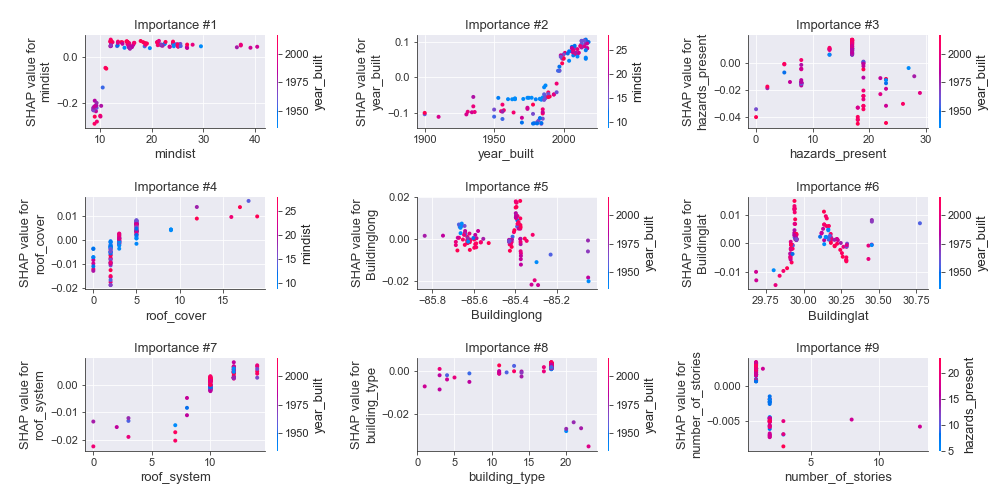 Importance #1
SHAP value for
mindist
0.0
−0.2
10 20 30 40
mindist
2000
1975
1950
year_built
Importance #2
SHAP value for
year_built
0.1
0.0
−0.1
1900 1950 2000
year_built
25
20
15
10
mindist
Importance #3
SHAP value for
hazards_present
0.00
−0.02
−0.04
0 10 20 30
hazards_present
2000
1975
1950
year_built
Importance #4
SHAP value for
roof_cover
0.01
0.00
−0.01
−0.02
0 5 10 15
roof_cover
25
20
15
10
mindist
Importance #5
SHAP value for
Buildinglong
0.02
0.00
−0.02
−85.8 −85.6 −85.4 −85.2
Buildinglong
2000
1975
1950
year_built
Importance #6
SHAP value for
Buildinglat
0.01
0.00
−0.01
29.75 30.00 30.25 30.50 30.75
Buildinglat
2000
1975
1950
year_built
Importance #7
SHAP value for
roof_system
0.00
−0.01
−0.02
0 5 10
roof_system
2000
1975
1950
year_built
Importance #8
SHAP value for
building_type
0.00
−0.02
0 5 10 15 20
building_type
2000
1975
1950
year_built
Importance #9
SHAP value for
number_of_stories
0.000
−0.005
5 10
number_of_stories
20
15
10
5
hazards_present